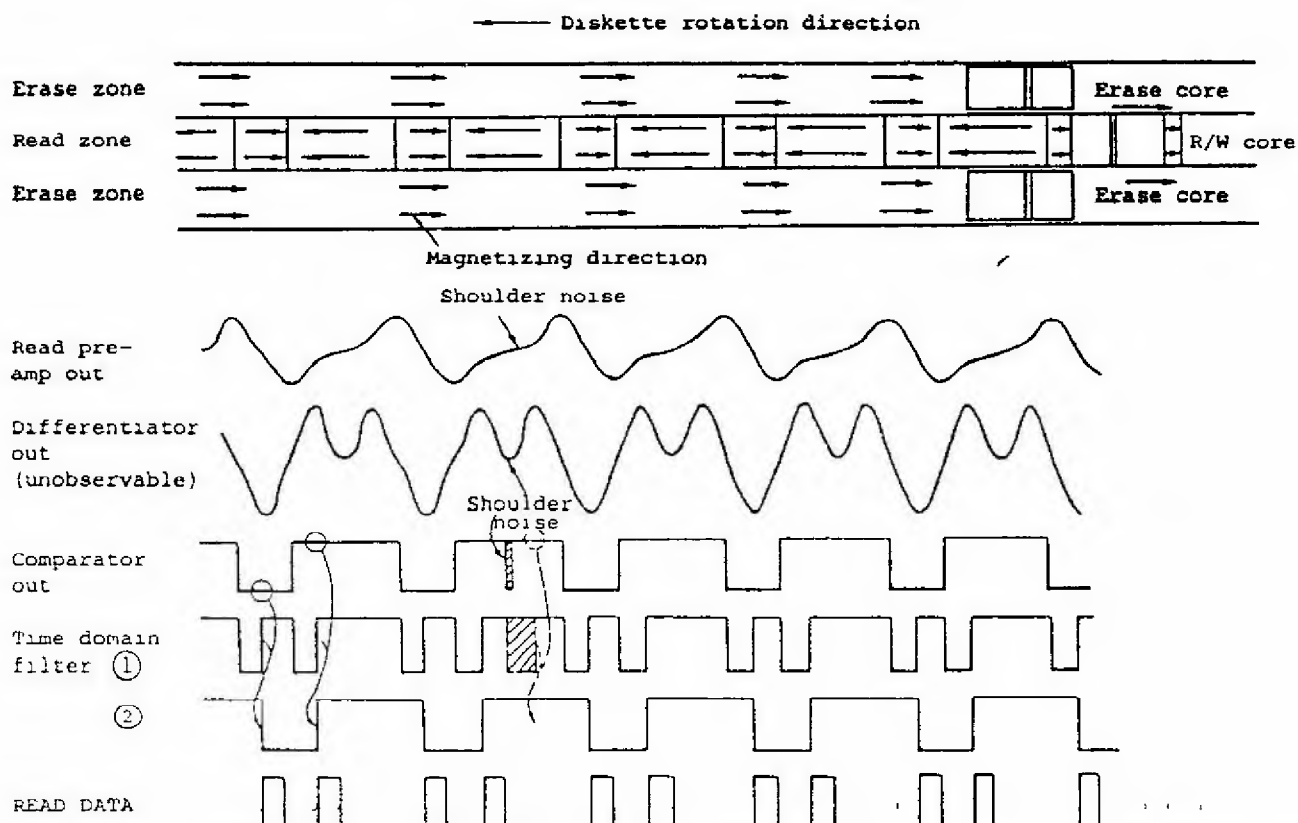 Diskette rotation direction
Erase zone
Erase core
Read zone
R/W core
Erase zone
Erase core
Magnetizing direction
Shoulder noise
Read pre-
amp out
Differentiator
out
(unobservable)
Shoulder
noise
Comparator
out
Time domain
filter ①
②
READ DATA